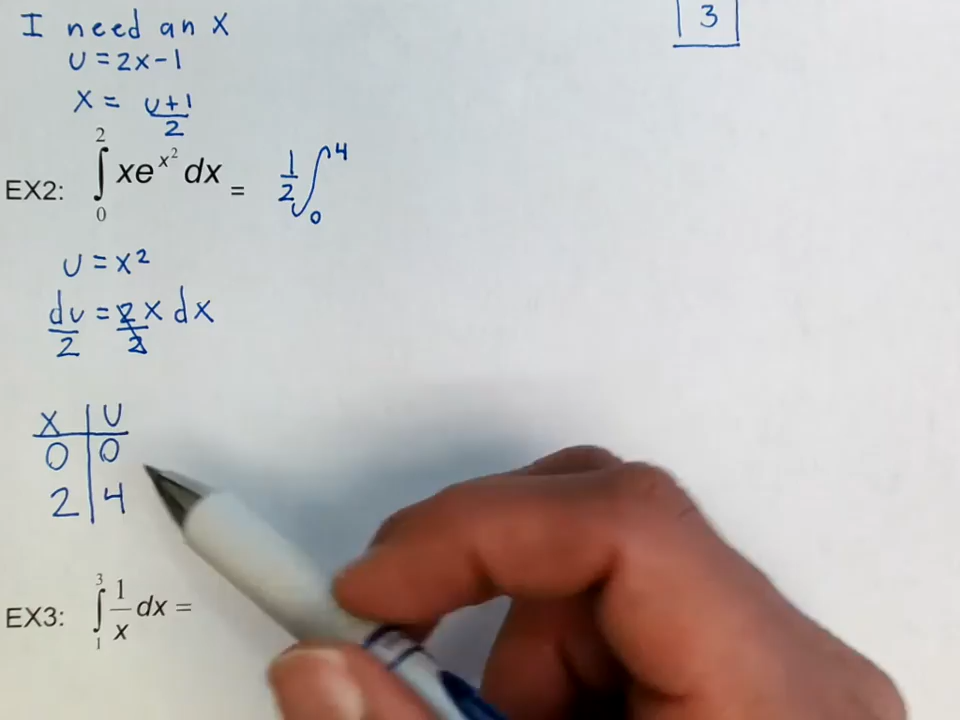 I need an X
u = 2x - 1
x = u+1/2
3
EX2: ∫₀² xe^x² dx = 1/2 ∫₀⁴
u = x²
du/2 = 2x dx/2
x | u
0 | 0
2 | 4
EX3: ∫₁³ 1/x dx =